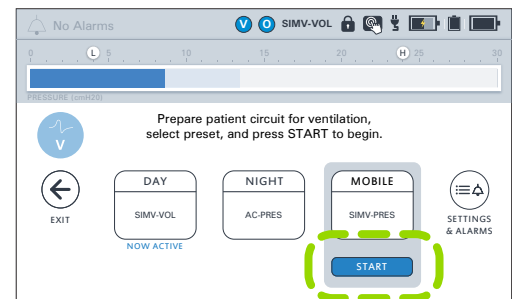 No Alarms
V O SIMV-VOL
0 L 5 10 15 20 H 25 30
PRESSURE (cmH20)
V
Prepare patient circuit for ventilation,
select preset, and press START to begin.
EXIT
DAY
SIMV-VOL
NOW ACTIVE
NIGHT
AC-PRES
MOBILE
SIMV-PRES
START
SETTINGS
& ALARMS